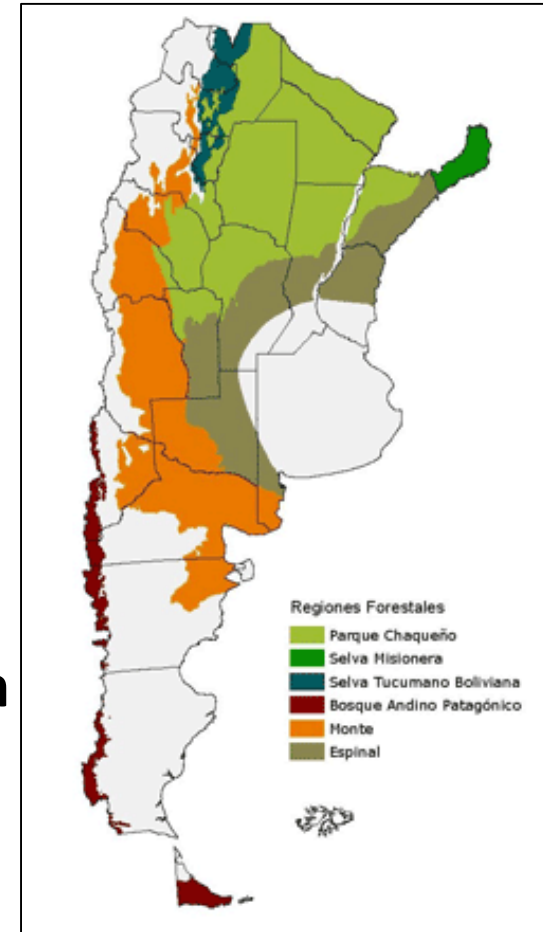 Regiones Forestales
Parque Chaqueño
Selva Misionera
Selva Tucumano Boliviana
Bosque Andino Patagónico
Monte
Espinal